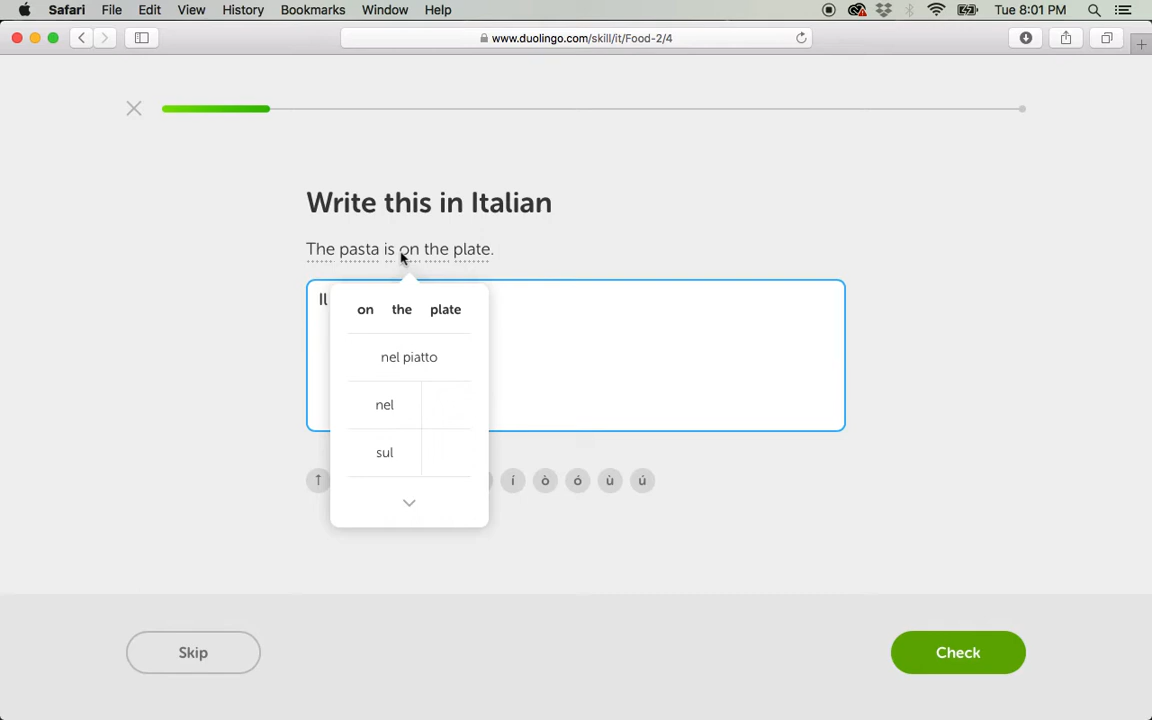 Safari File Edit View History Bookmarks Window Help Tue 8:01 PM
www.duolingo.com/skill/it/Food-2/4
Write this in Italian
The pasta is on the plate.
Il
on the plate
nel piatto
nel
sul
í ò ó ù ú
Skip Check